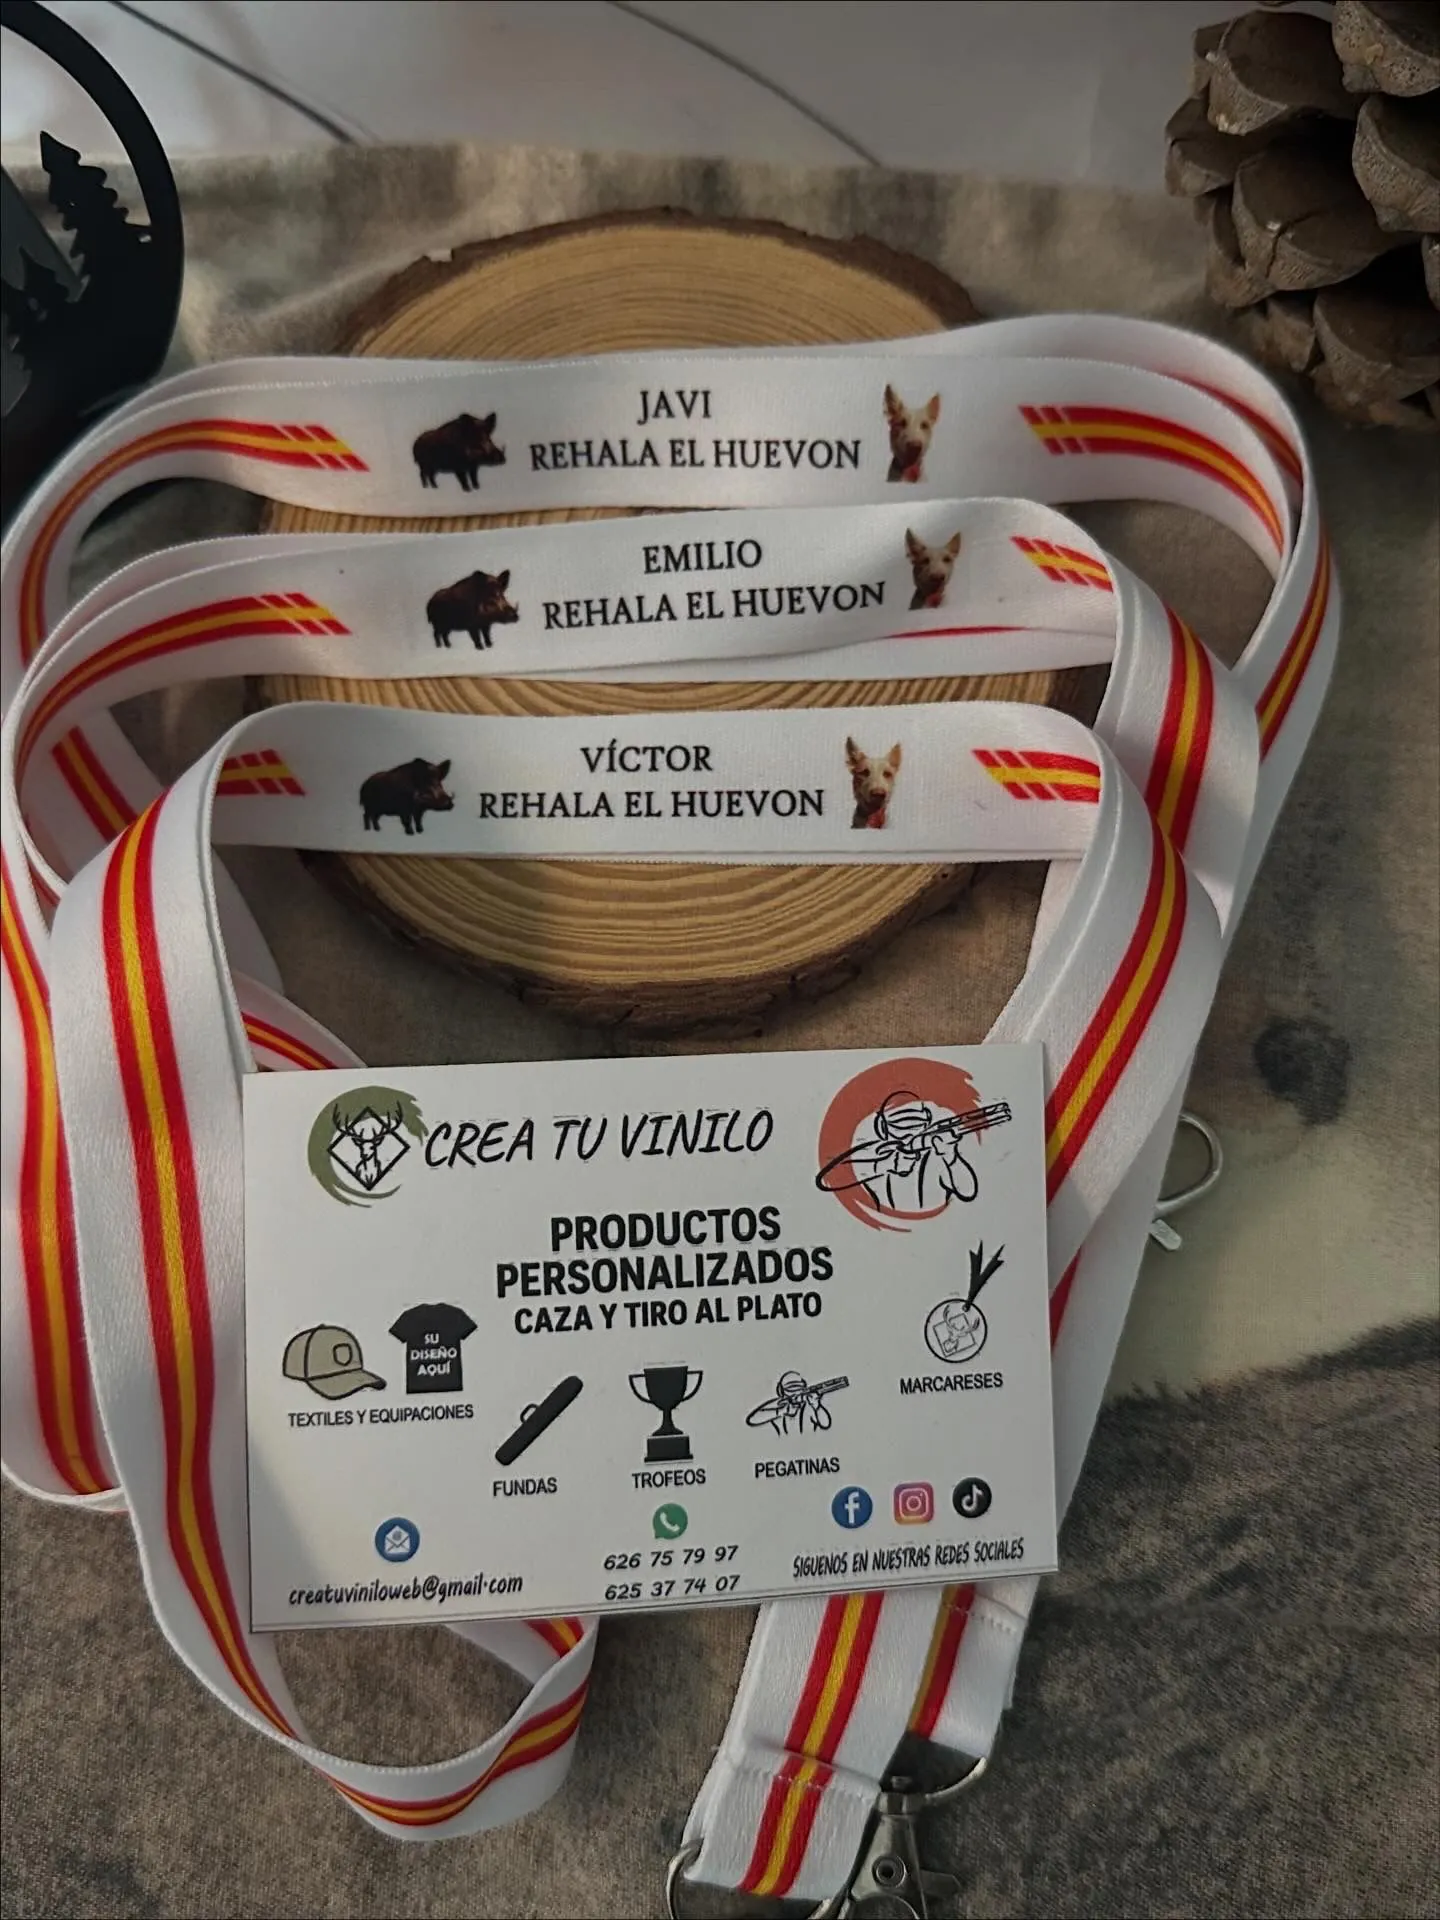 JAVI
REHALA EL HUEVON
EMILIO
REHALA EL HUEVON
VÍCTOR
REHALA EL HUEVON
CREA TU VINILO
PRODUCTOS
PERSONALIZADOS
CAZA Y TIRO AL PLATO
SU
DISEÑO
AQUÍ
TEXTILES Y EQUIPACIONES
FUNDAS
TROFEOS
PEGATINAS
MARCARESES
creatuviniloweb@gmail.com
626 75 79 97
625 37 74 07
SIGUENOS EN NUESTRAS REDES SOCIALES